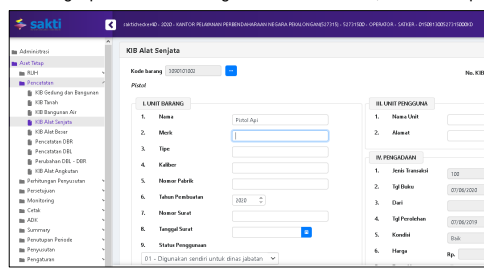 sakti
saktichecker40 - 2020 - KANTOR PELAYANAN PERBENDAHARAAN NEGARA PEKALONGAN(527315) - 527315000 - OPERATOR - SATKER - 015081300527315000KD
Administrasi
Aset Tetap
RUH
Pencatatan
KIB Gedung dan Bangunan
KIB Tanah
KIB Bangunan Air
KIB Alat Senjata
KIB Alat Besar
Pencatatan DBR
Pencatatan DBL
Perubahan DBL - DBR
KIB Alat Angkutan
Perhitungan Penyusutan
Persetujuan
Monitoring
Cetak
ADK
Summary
Penutupan Periode
Penyusutan
Pengaturan
KIB Alat Senjata
Kode barang 3090101002 ...
No. KIB
Pistol
I. UNIT BARANG
1. Nama Pistol Api
2. Merk
3. Tipe
4. Kaliber
5. Nomor Pabrik
6. Tahun Pembuatan 2020
7. Nomor Surat
8. Tanggal Surat
9. Status Penggunaan
01 - Digunakan sendiri untuk dinas jabatan
III. UNIT PENGGUNA
1. Nama Unit
2. Alamat
IV. PENGADAAN
1. Jenis Transaksi 100
2. Tgl Buku 07/08/2020
3. Dari
4. Tgl Perolehan 07/08/2019
5. Kondisi Baik
6. Harga Rp.